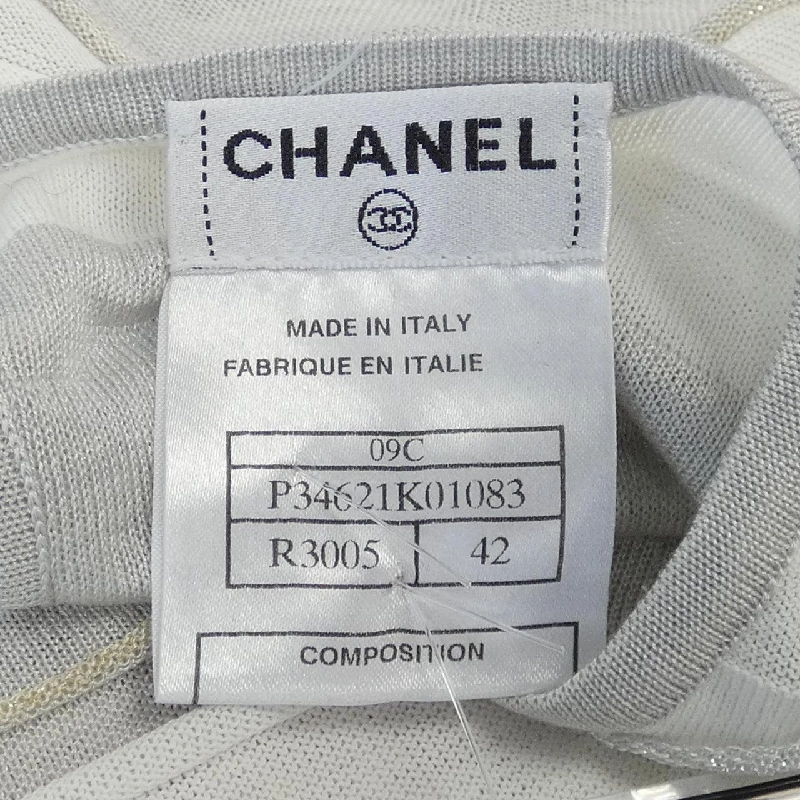 CHANEL
MADE IN ITALY
FABRIQUE EN ITALIE
09C
P34621K01083
R3005 42
COMPOSITION